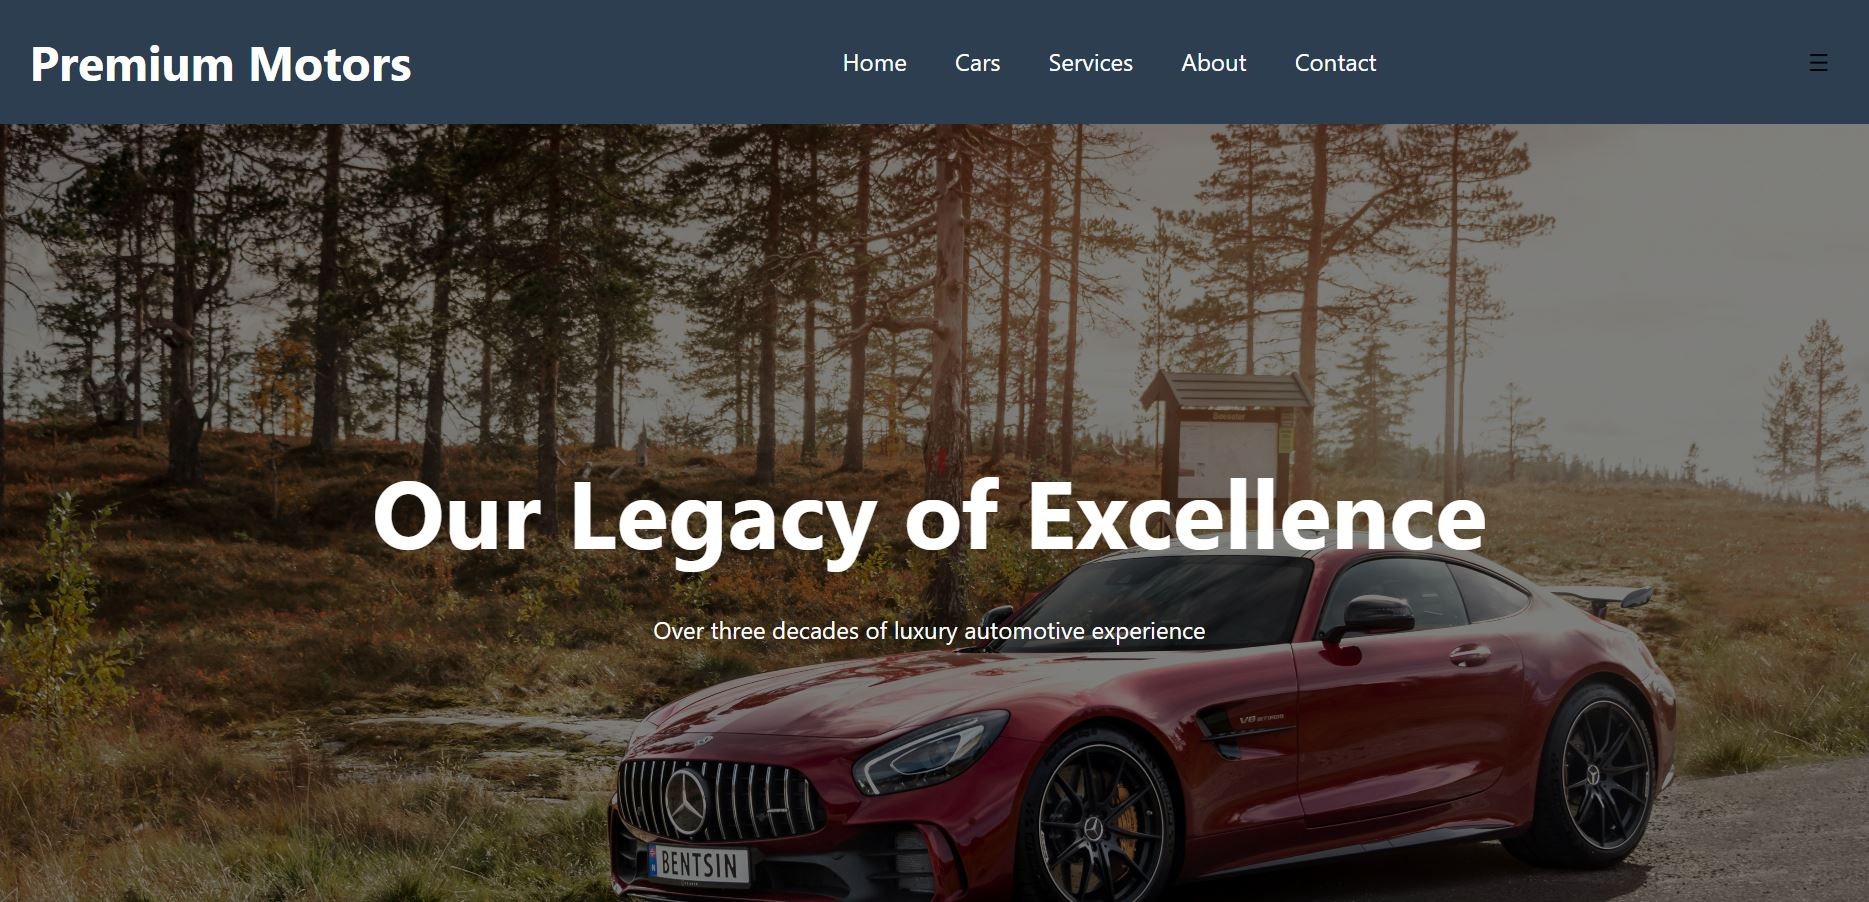 Premium Motors
Home Cars Services About Contact
Our Legacy of Excellence
Over three decades of luxury automotive experience
BENTSIN